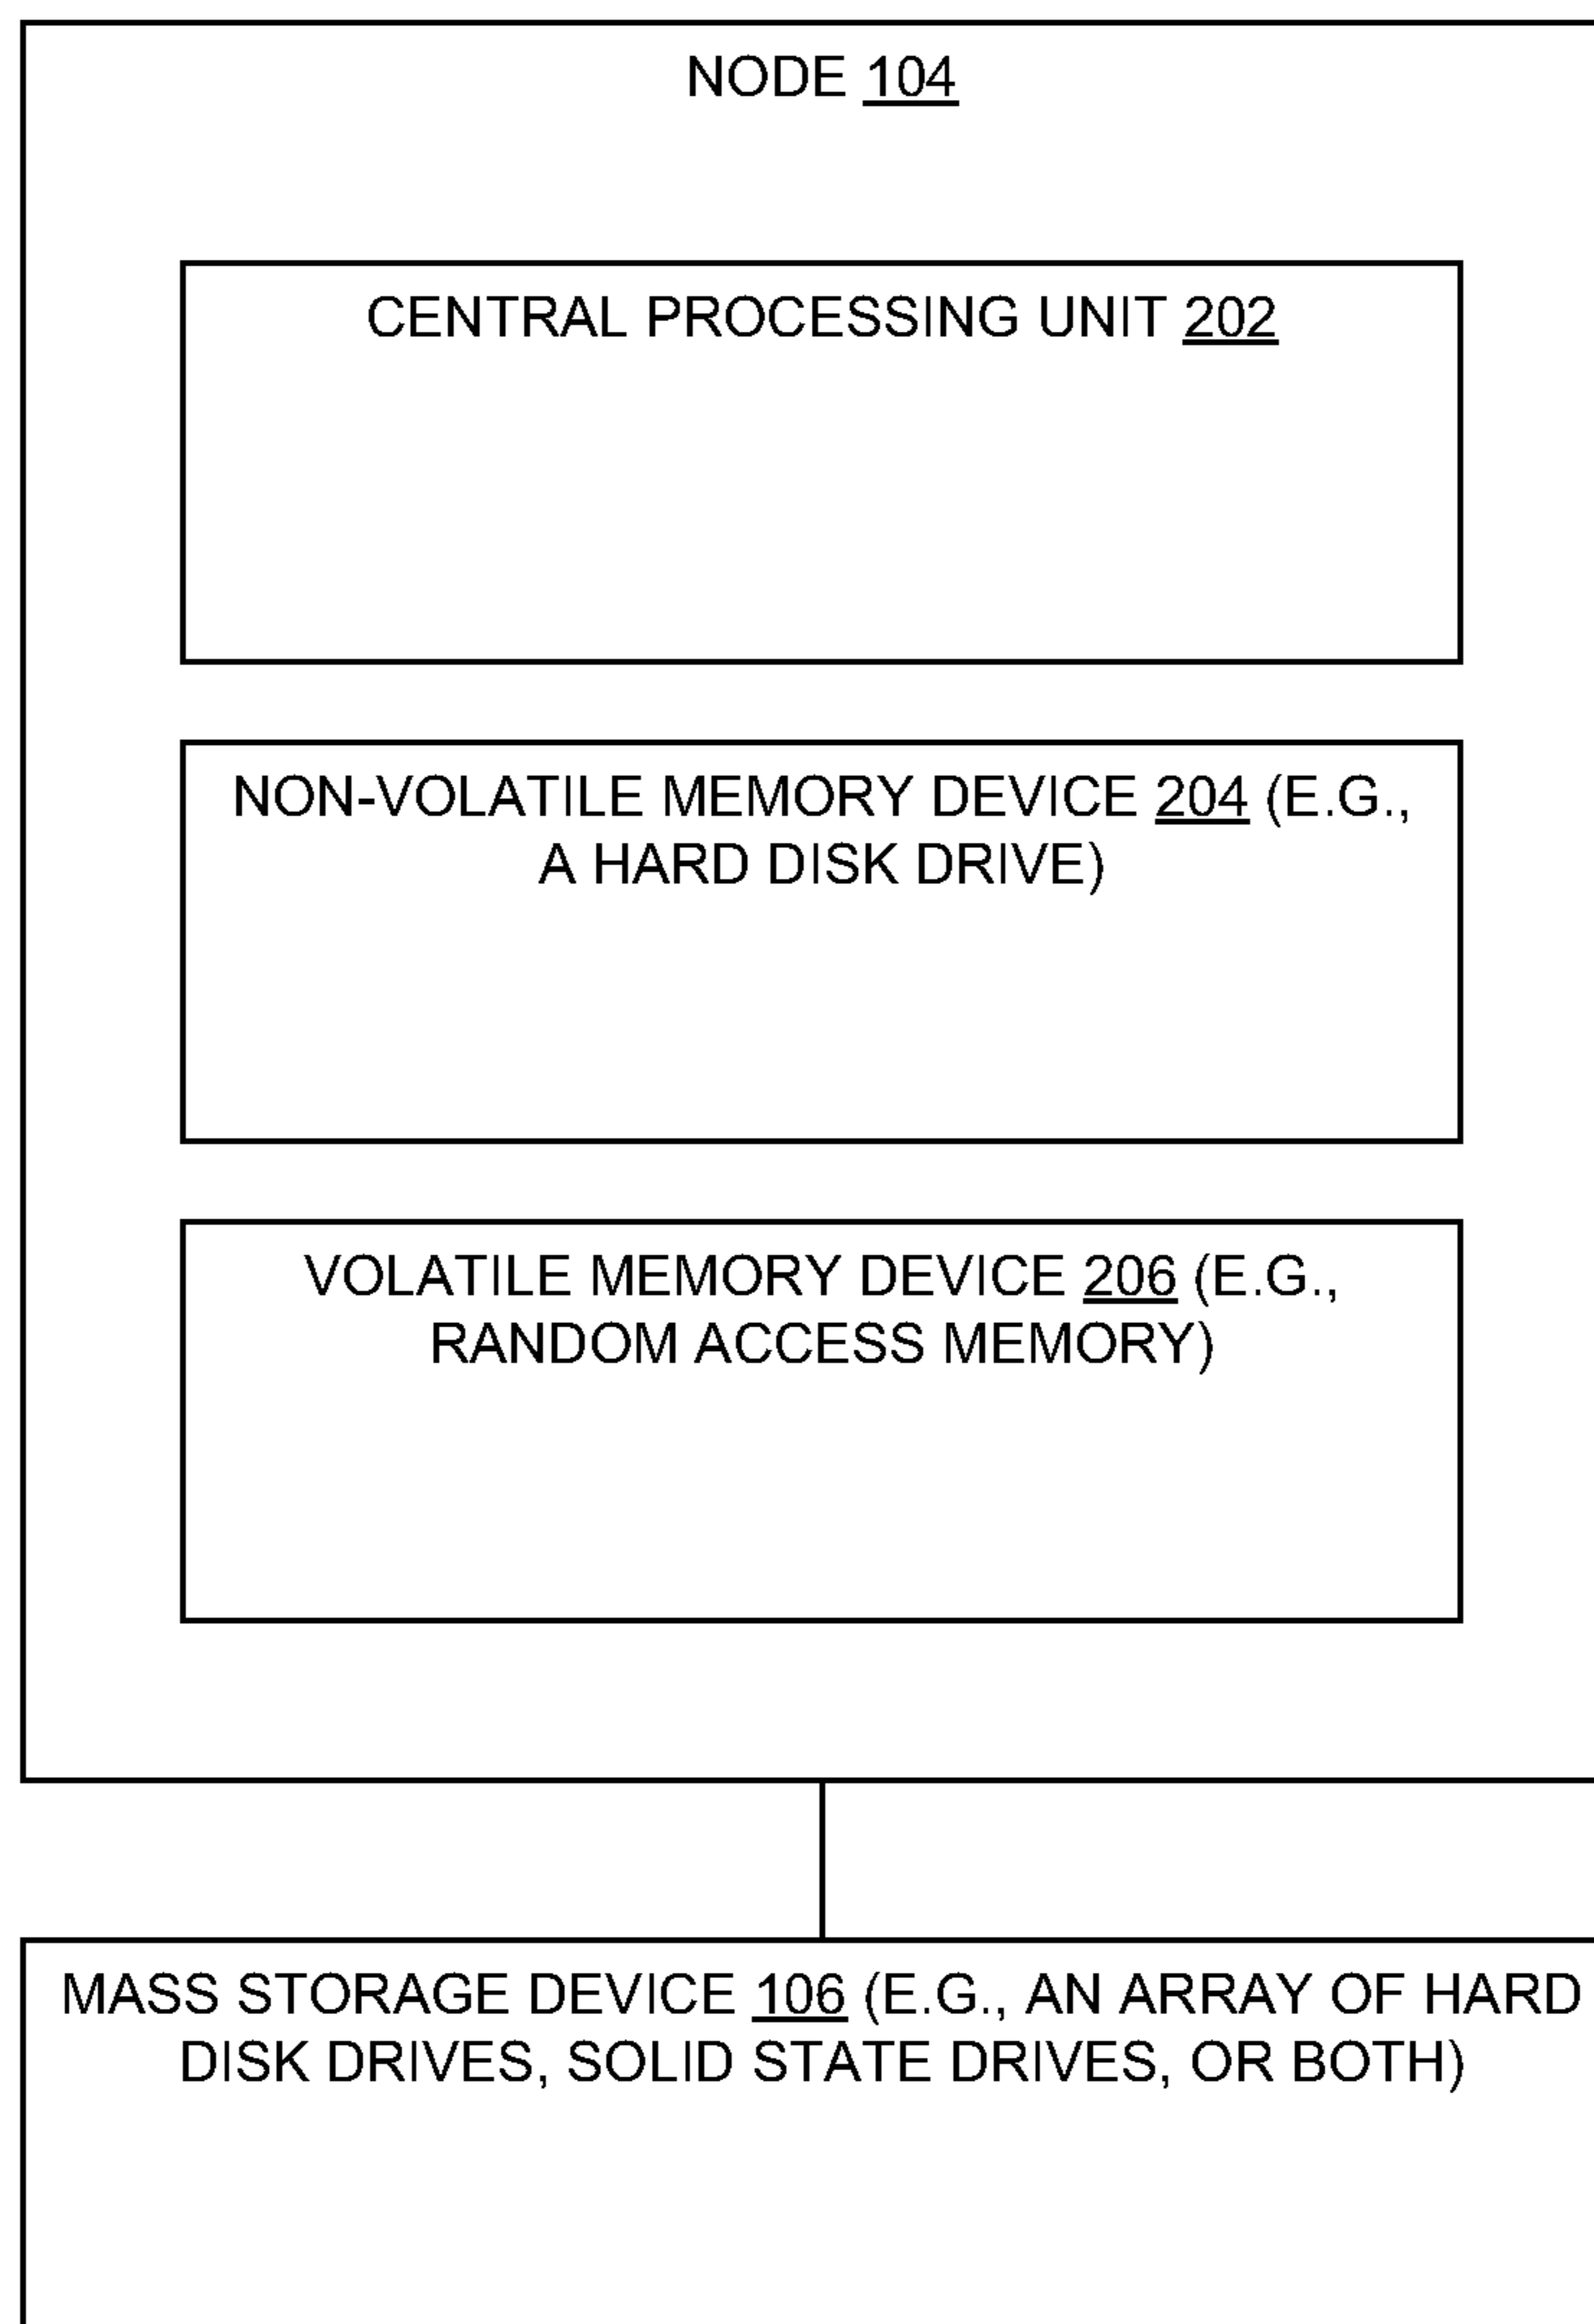 NODE 104
CENTRAL PROCESSING UNIT 202
NON-VOLATILE MEMORY DEVICE 204 (E.G.,
A HARD DISK DRIVE)
VOLATILE MEMORY DEVICE 206 (E.G.,
RANDOM ACCESS MEMORY)
MASS STORAGE DEVICE 106 (E.G., AN ARRAY OF HARD
DISK DRIVES, SOLID STATE DRIVES, OR BOTH)